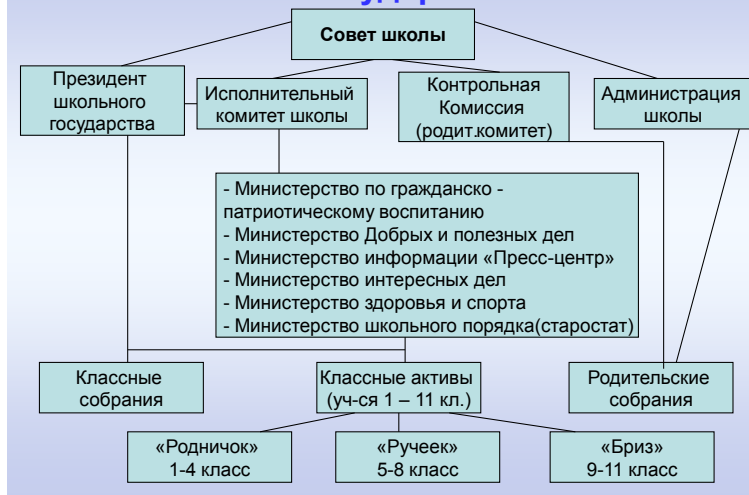 Совет школы
Президент
школьного
государства
Исполнительный
комитет школы
Контрольная
Комиссия
(родит.комитет)
Администрация
школы
- Министерство по гражданско -
патриотическому воспитанию
- Министерство Добрых и полезных дел
- Министерство информации «Пресс-центр»
- Министерство интересных дел
- Министерство здоровья и спорта
- Министерство школьного порядка(старостат)
Классные
собрания
Классные активы
(уч-ся 1 – 11 кл.)
Родительские
собрания
«Родничок»
1-4 класс
«Ручеек»
5-8 класс
«Бриз»
9-11 класс